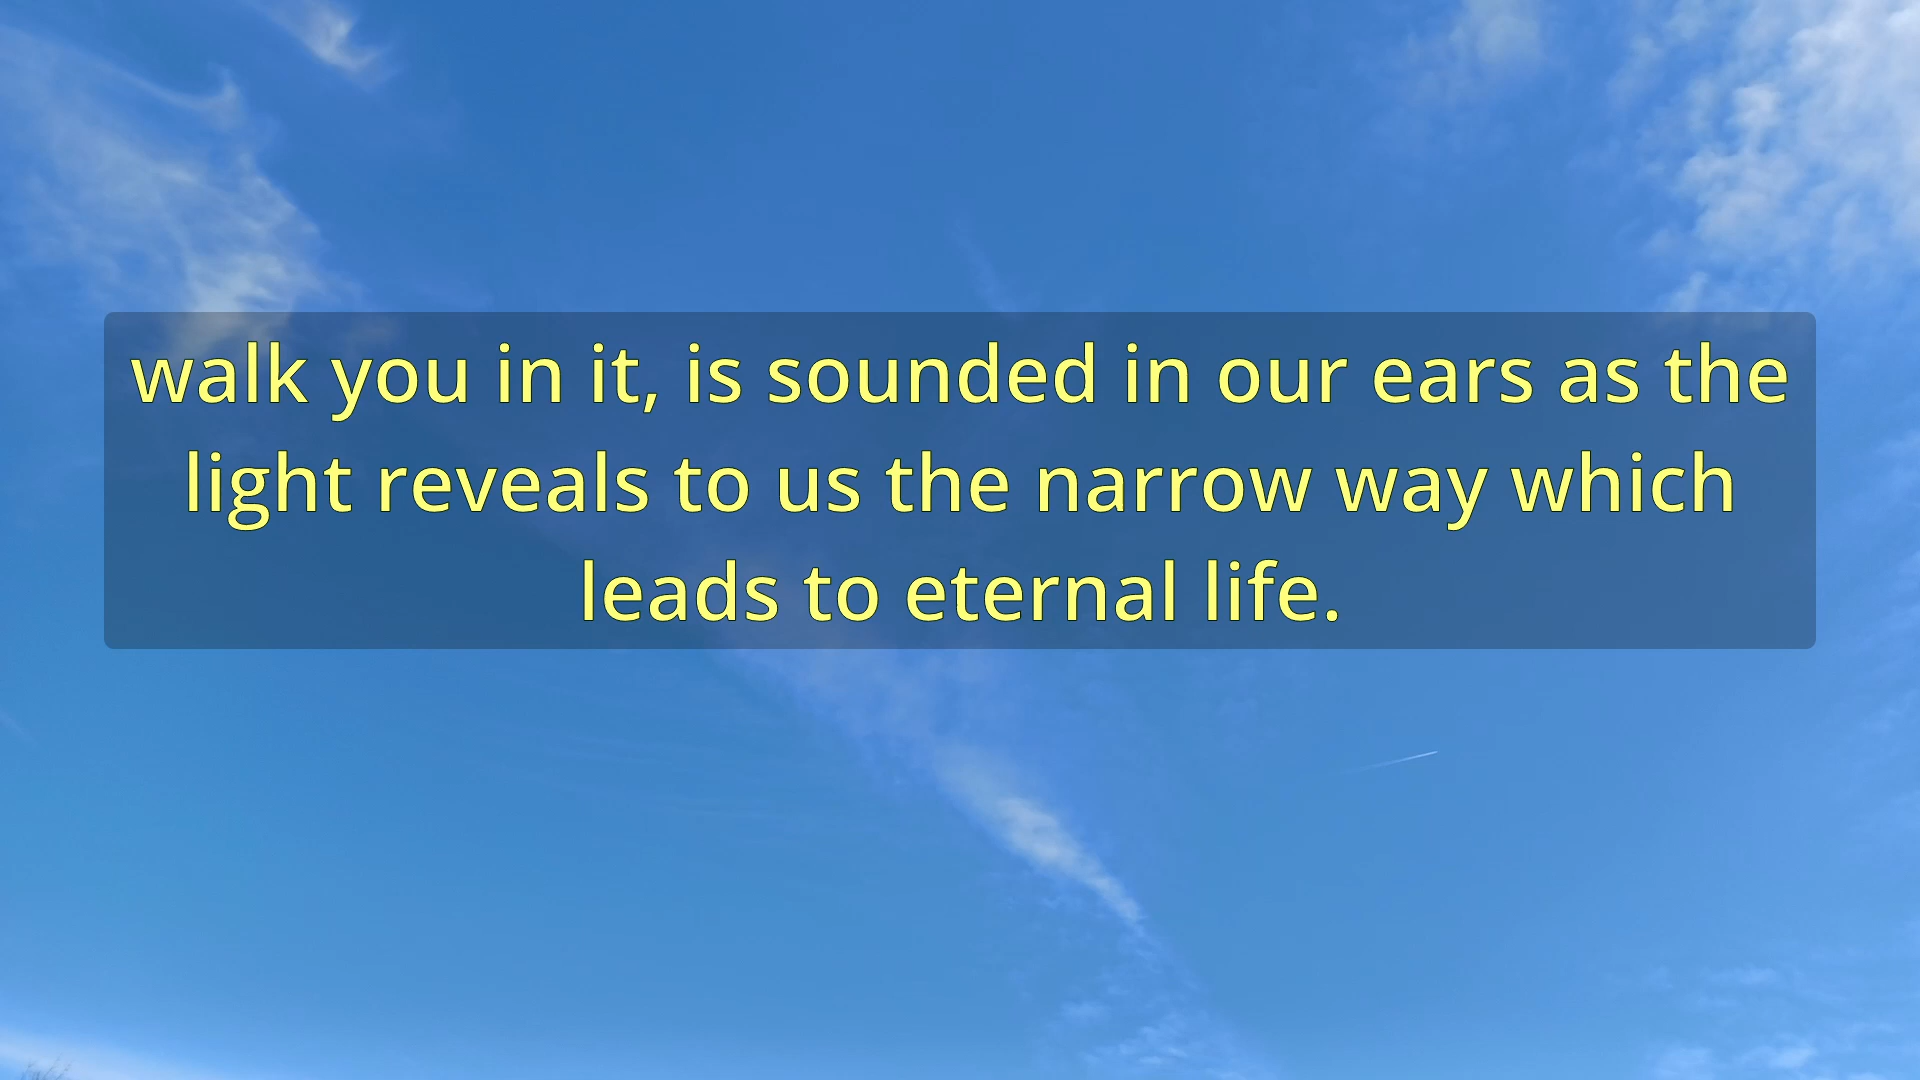 walk you in it, is sounded in our ears as the
light reveals to us the narrow way which
leads to eternal life.